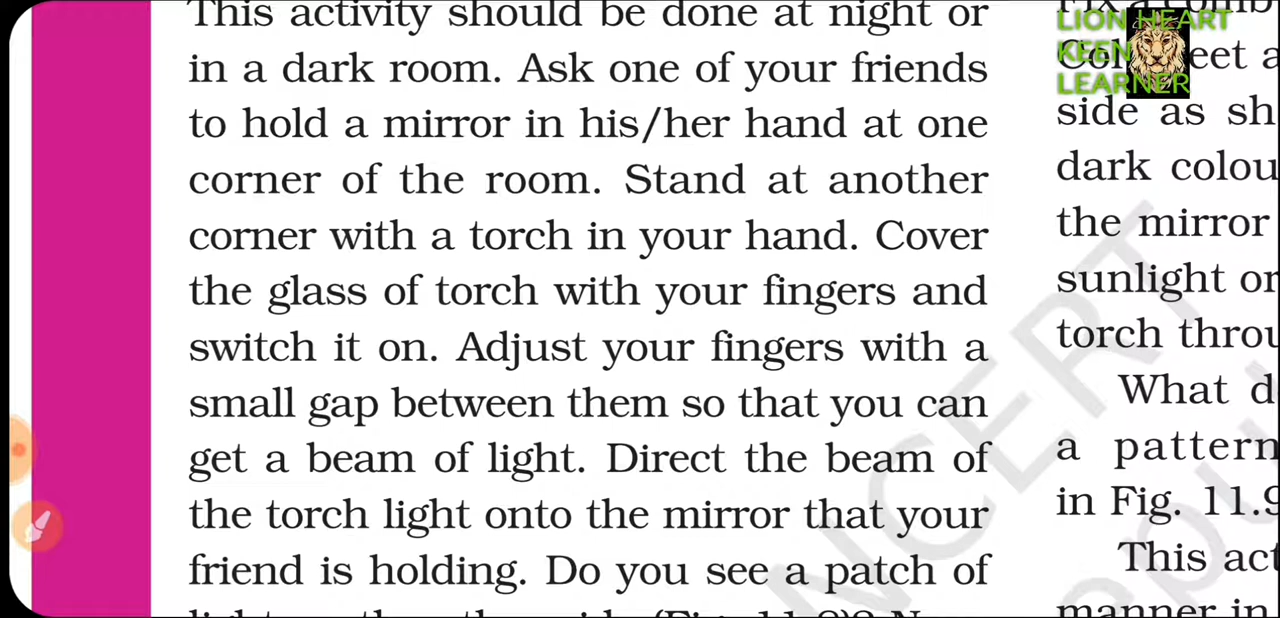 This activity should be done at night or
in a dark room. Ask one of your friends
to hold a mirror in his/her hand at one
corner of the room. Stand at another
corner with a torch in your hand. Cover
the glass of torch with your fingers and
switch it on. Adjust your fingers with a
small gap between them so that you can
get a beam of light. Direct the beam of
the torch light onto the mirror that your
friend is holding. Do you see a patch of
LION HEART
KEEN
LEARNER
side as sh
dark colou
the mirror
sunlight or
torch throu
What d
a pattern
in Fig. 11.9
This act
manner in
NCERT